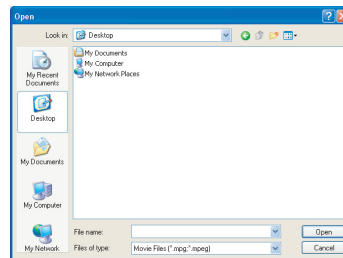 Open
Look in: Desktop
My Documents
My Computer
My Network Places
My Recent
Documents
Desktop
My Documents
My Computer
My Network
File name:
Open
Files of type: Movie Files (*.mpg;*.mpeg)
Cancel